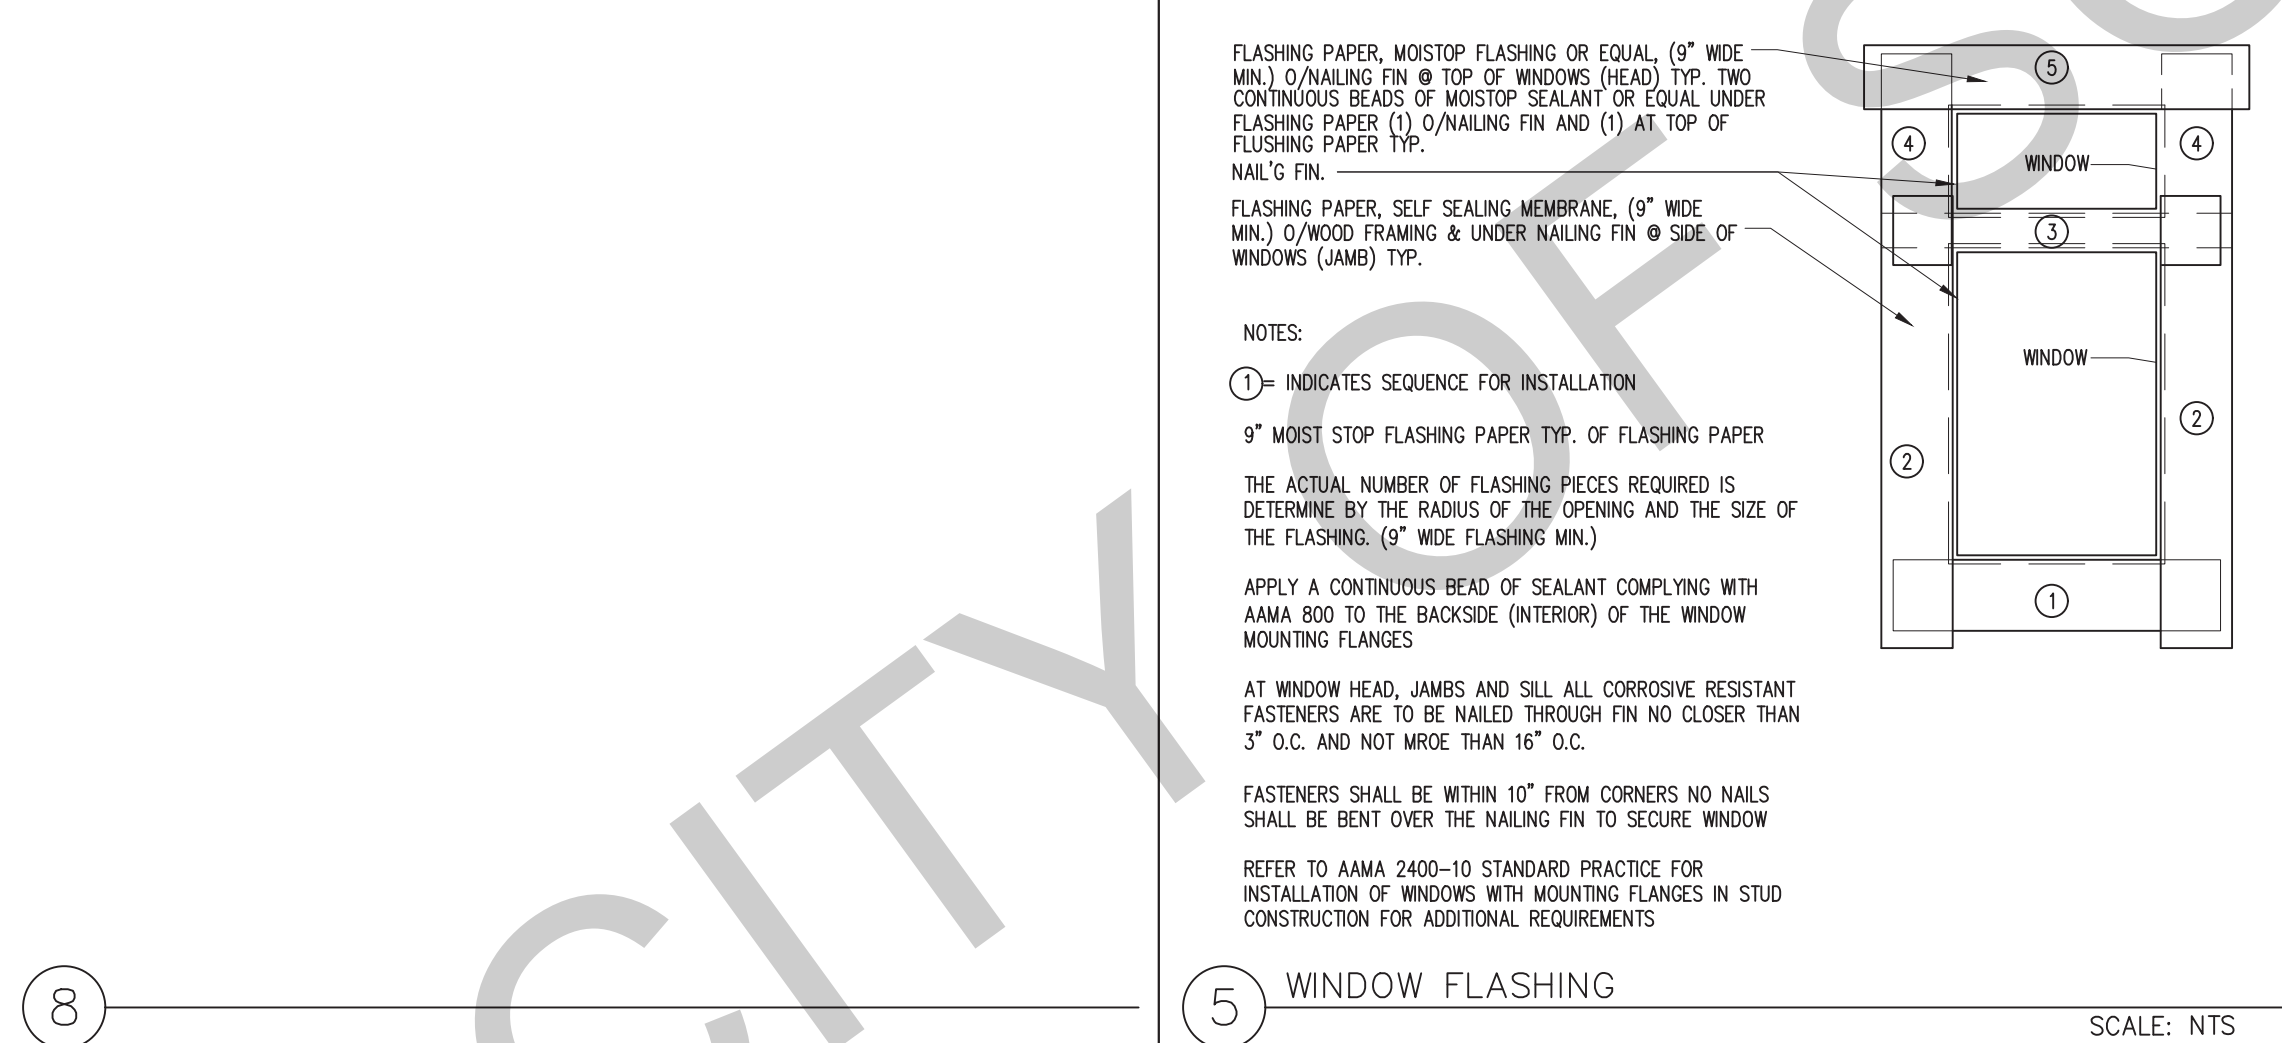 FLASHING PAPER, MOISTOP FLASHING OR EQUAL, (9" WIDE
MIN.) O/NAILING FIN @ TOP OF WINDOWS (HEAD) TYP. TWO
CONTINUOUS BEADS OF MOISTOP SEALANT OR EQUAL UNDER
FLASHING PAPER (1) O/NAILING FIN AND (1) AT TOP OF
FLUSHING PAPER TYP.
NAIL'G FIN.
FLASHING PAPER, SELF SEALING MEMBRANE, (9" WIDE
MIN.) O/WOOD FRAMING & UNDER NAILING FIN @ SIDE OF
WINDOWS (JAMB) TYP.
NOTES:
1 = INDICATES SEQUENCE FOR INSTALLATION
9" MOIST STOP FLASHING PAPER TYP. OF FLASHING PAPER
THE ACTUAL NUMBER OF FLASHING PIECES REQUIRED IS
DETERMINE BY THE RADIUS OF THE OPENING AND THE SIZE OF
THE FLASHING. (9" WIDE FLASHING MIN.)
APPLY A CONTINUOUS BEAD OF SEALANT COMPLYING WITH
AAMA 800 TO THE BACKSIDE (INTERIOR) OF THE WINDOW
MOUNTING FLANGES
AT WINDOW HEAD, JAMBS AND SILL ALL CORROSIVE RESISTANT
FASTENERS ARE TO BE NAILED THROUGH FIN NO CLOSER THAN
3" O.C. AND NOT MROE THAN 16" O.C.
FASTENERS SHALL BE WITHIN 10" FROM CORNERS NO NAILS
SHALL BE BENT OVER THE NAILING FIN TO SECURE WINDOW
REFER TO AAMA 2400-10 STANDARD PRACTICE FOR
INSTALLATION OF WINDOWS WITH MOUNTING FLANGES IN STUD
CONSTRUCTION FOR ADDITIONAL REQUIREMENTS
5
4
4
WINDOW
3
WINDOW
2
2
1
8
5 WINDOW FLASHING
SCALE: NTS
CITY OF